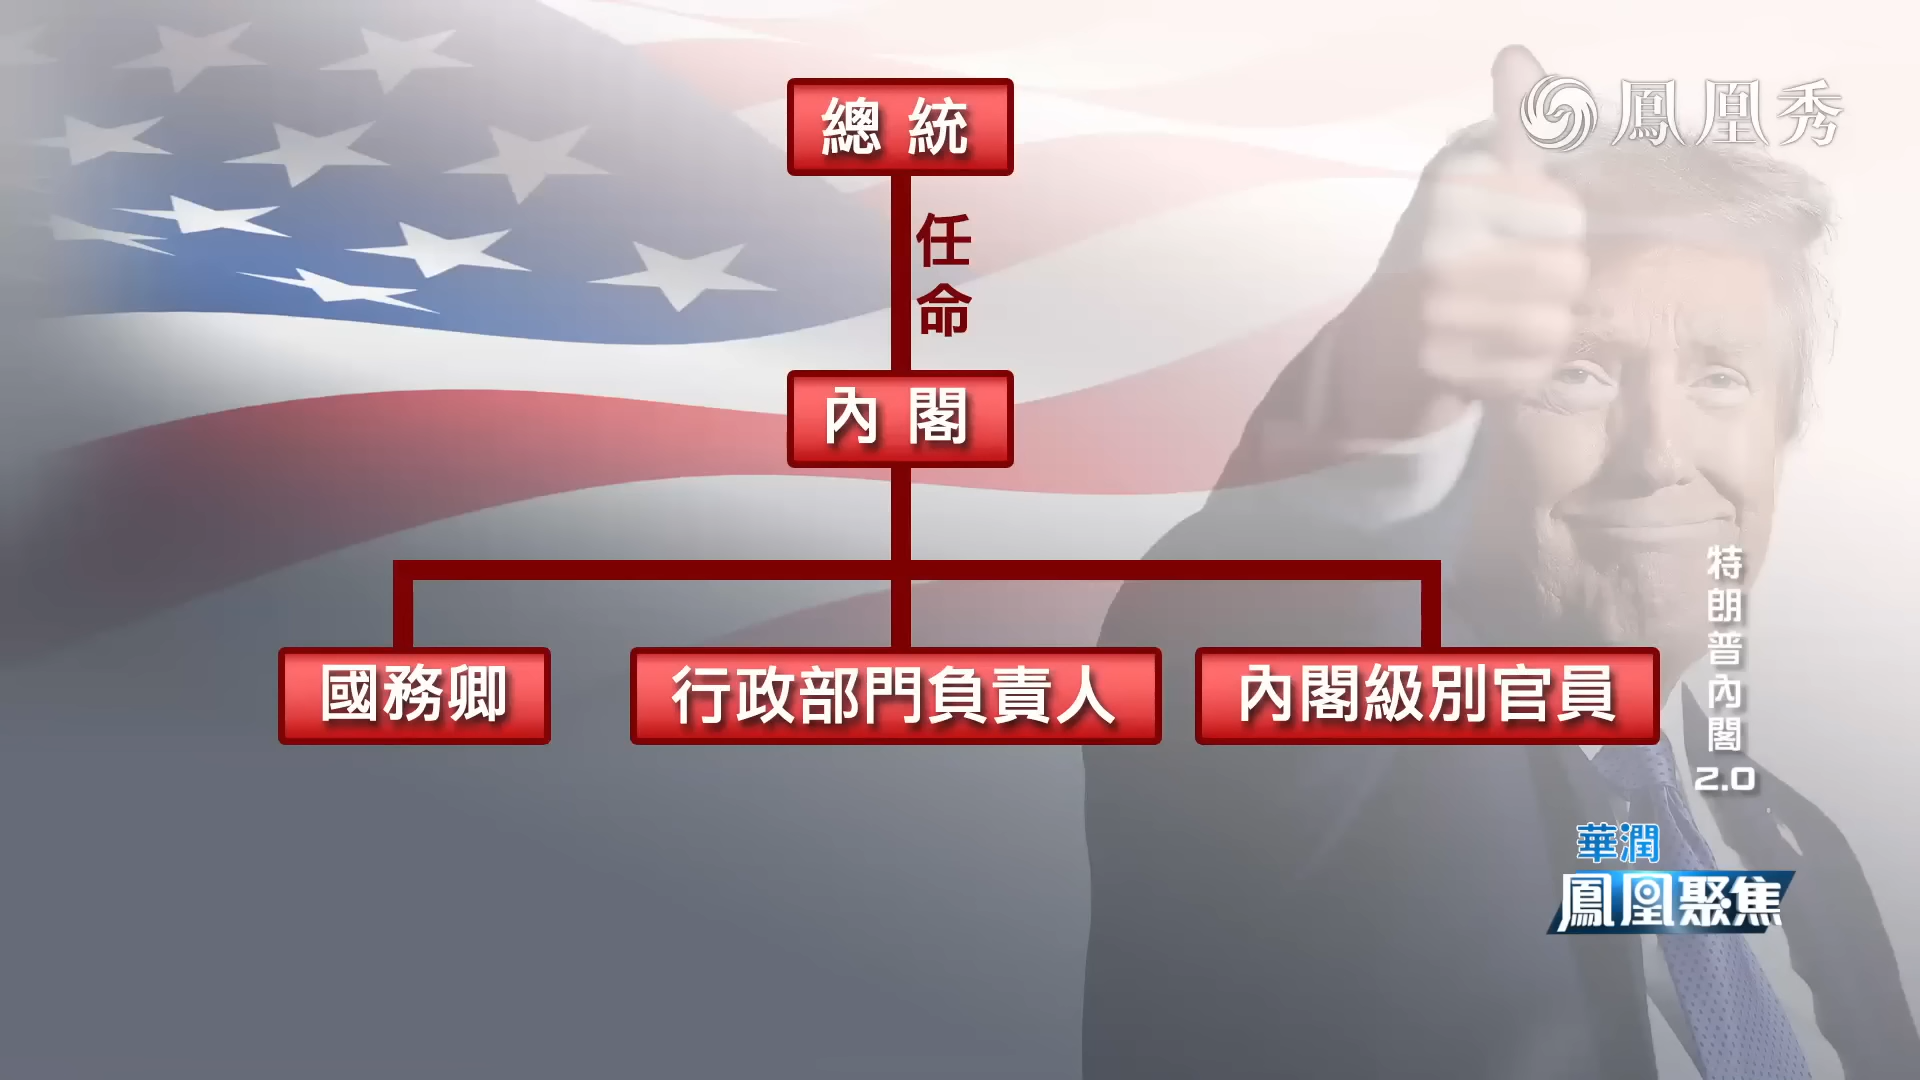 鳳凰秀
總統
任命
內閣
國務卿
行政部門負責人
內閣級別官員
特朗普內閣2.0
華潤
鳳凰聚焦